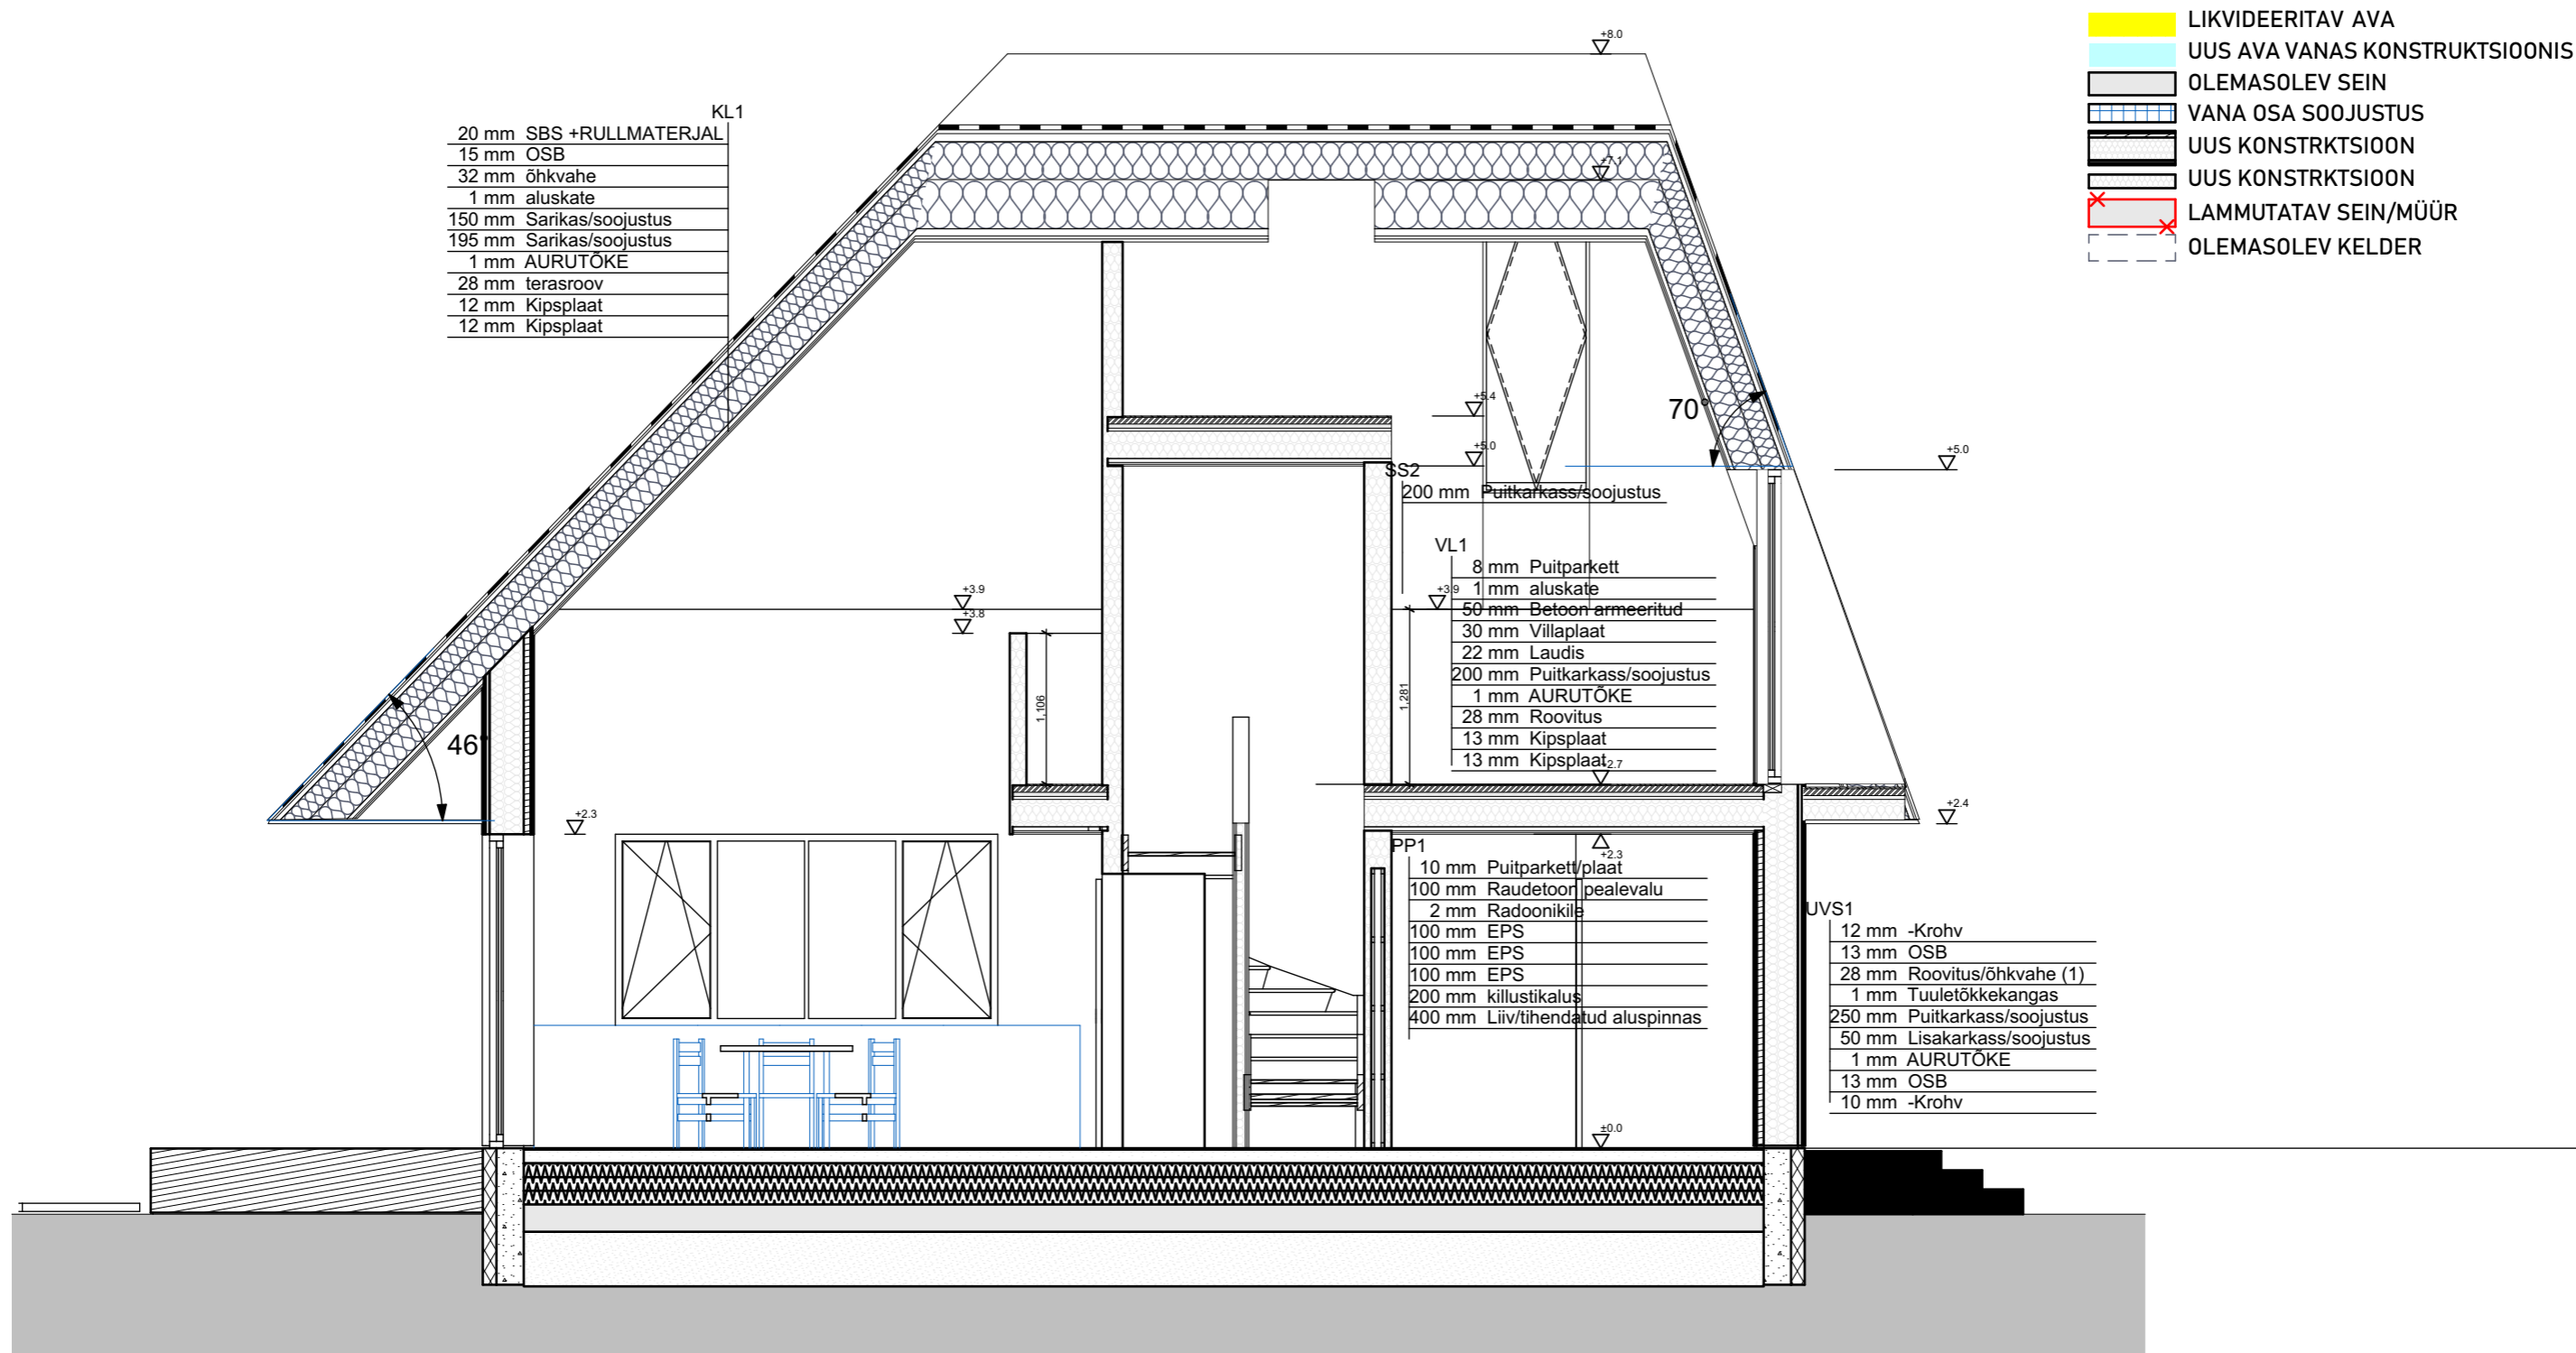 LIKVIDEERITAV AVA
UUS AVA VANAS KONSTRUKTSIOONIS
OLEMASOLEV SEIN
VANA OSA SOOJUSTUS
UUS KONSTRKTSIOON
UUS KONSTRKTSIOON
LAMMUTATAV SEIN/MÜÜR
OLEMASOLEV KELDER
+8.0
KL1
20 mm SBS +RULLMATERJAL
15 mm OSB
32 mm õhkvahe
1 mm aluskate
150 mm Sarikas/soojustus
195 mm Sarikas/soojustus
1 mm AURUTÕKE
28 mm terasroov
12 mm Kipsplaat
12 mm Kipsplaat
+7.1
+5.4
70°
+5.0
+5.0
SS2
200 mm Puitkarkass/soojustus
VL1
8 mm Puitparkett
1 mm aluskate
50 mm Betoon armeeritud
30 mm Villaplaat
22 mm Laudis
200 mm Puitkarkass/soojustus
1 mm AURUTÕKE
28 mm Roovitus
13 mm Kipsplaat
13 mm Kipsplaat
+3.9
+3.8
+3.9
1,106
1,281
46°
+2.7
+2.3
+2.4
+2.3
PP1
10 mm Puitparkett/plaat
100 mm Raudetoon pealevalu
2 mm Radoonikile
100 mm EPS
100 mm EPS
100 mm EPS
200 mm killustikalus
400 mm Liiv/tihendatud aluspinnas
UVS1
12 mm -Krohv
13 mm OSB
28 mm Roovitus/õhkvahe (1)
1 mm Tuuletõkkekangas
250 mm Puitkarkass/soojustus
50 mm Lisakarkass/soojustus
1 mm AURUTÕKE
13 mm OSB
10 mm -Krohv
±0.0